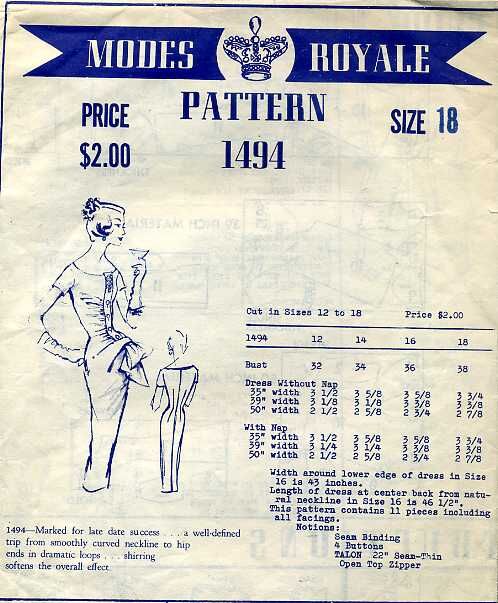 MODES ROYALE
PATTERN
1494
PRICE
$2.00
SIZE 18
Cut in Sizes 12 to 18 Price $2.00
1494 12 14 16 18
Bust 32 34 36 38
Dress Without Nap
35" width 3 1/2 3 5/8 3 5/8 3 3/4
39" width 3 1/8 3 1/8 3 3/8 3 3/8
50" width 2 1/2 2 5/8 2 3/4 2 7/8
With Nap
35" width 3 1/2 3 5/8 3 5/8 3 3/4
39" width 3 1/4 3 1/4 3 3/8 3 3/8
50" width 2 1/2 2 5/8 2 3/4 2 7/8
Width around lower edge of dress in Size
16 is 43 inches.
Length of dress at center back from natu-
ral neckline in Size 16 is 46 1/2".
This pattern contains 11 pieces including
all facings.
Notions:
Seam Binding
4 Buttons
TALON 22" Seam-Thin
Open Top Zipper
1494—Marked for late date success . . . a well-defined
trip from smoothly curved neckline to hip
ends in dramatic loops . . . shirring
softens the overall effect.